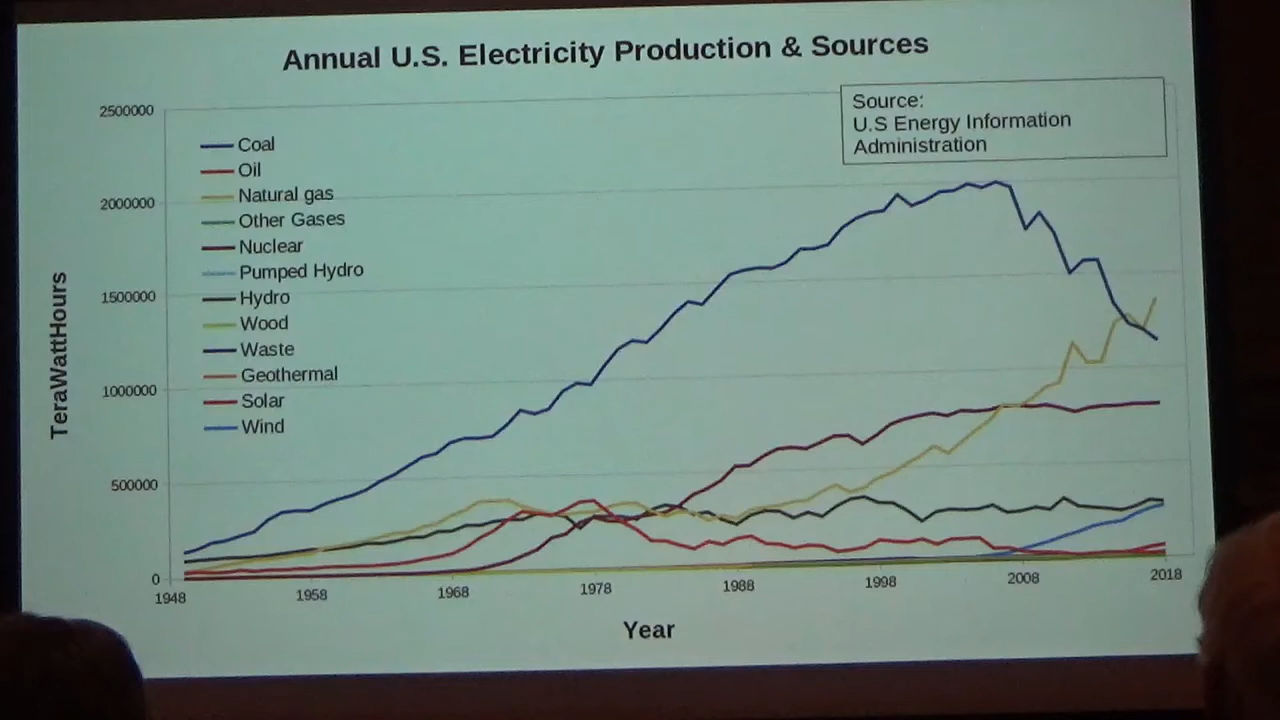 Annual U.S. Electricity Production & Sources
Source:
U.S Energy Information
Administration
2500000
2000000
1500000
1000000
500000
0
TeraWattHours
Coal
Oil
Natural gas
Other Gases
Nuclear
Pumped Hydro
Hydro
Wood
Waste
Geothermal
Solar
Wind
1948
1958
1968
1978
1988
1998
2008
2018
Year